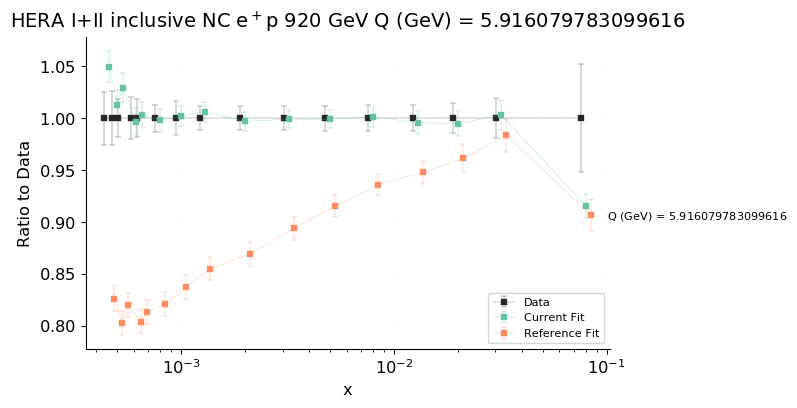 HERA I+II inclusive NC e⁺p 920 GeV Q (GeV) = 5.916079783099616
Ratio to Data
1.05
1.00
0.95
0.90
0.85
0.80
Q (GeV) = 5.916079783099616
Data
Current Fit
Reference Fit
10⁻³
10⁻²
10⁻¹
x